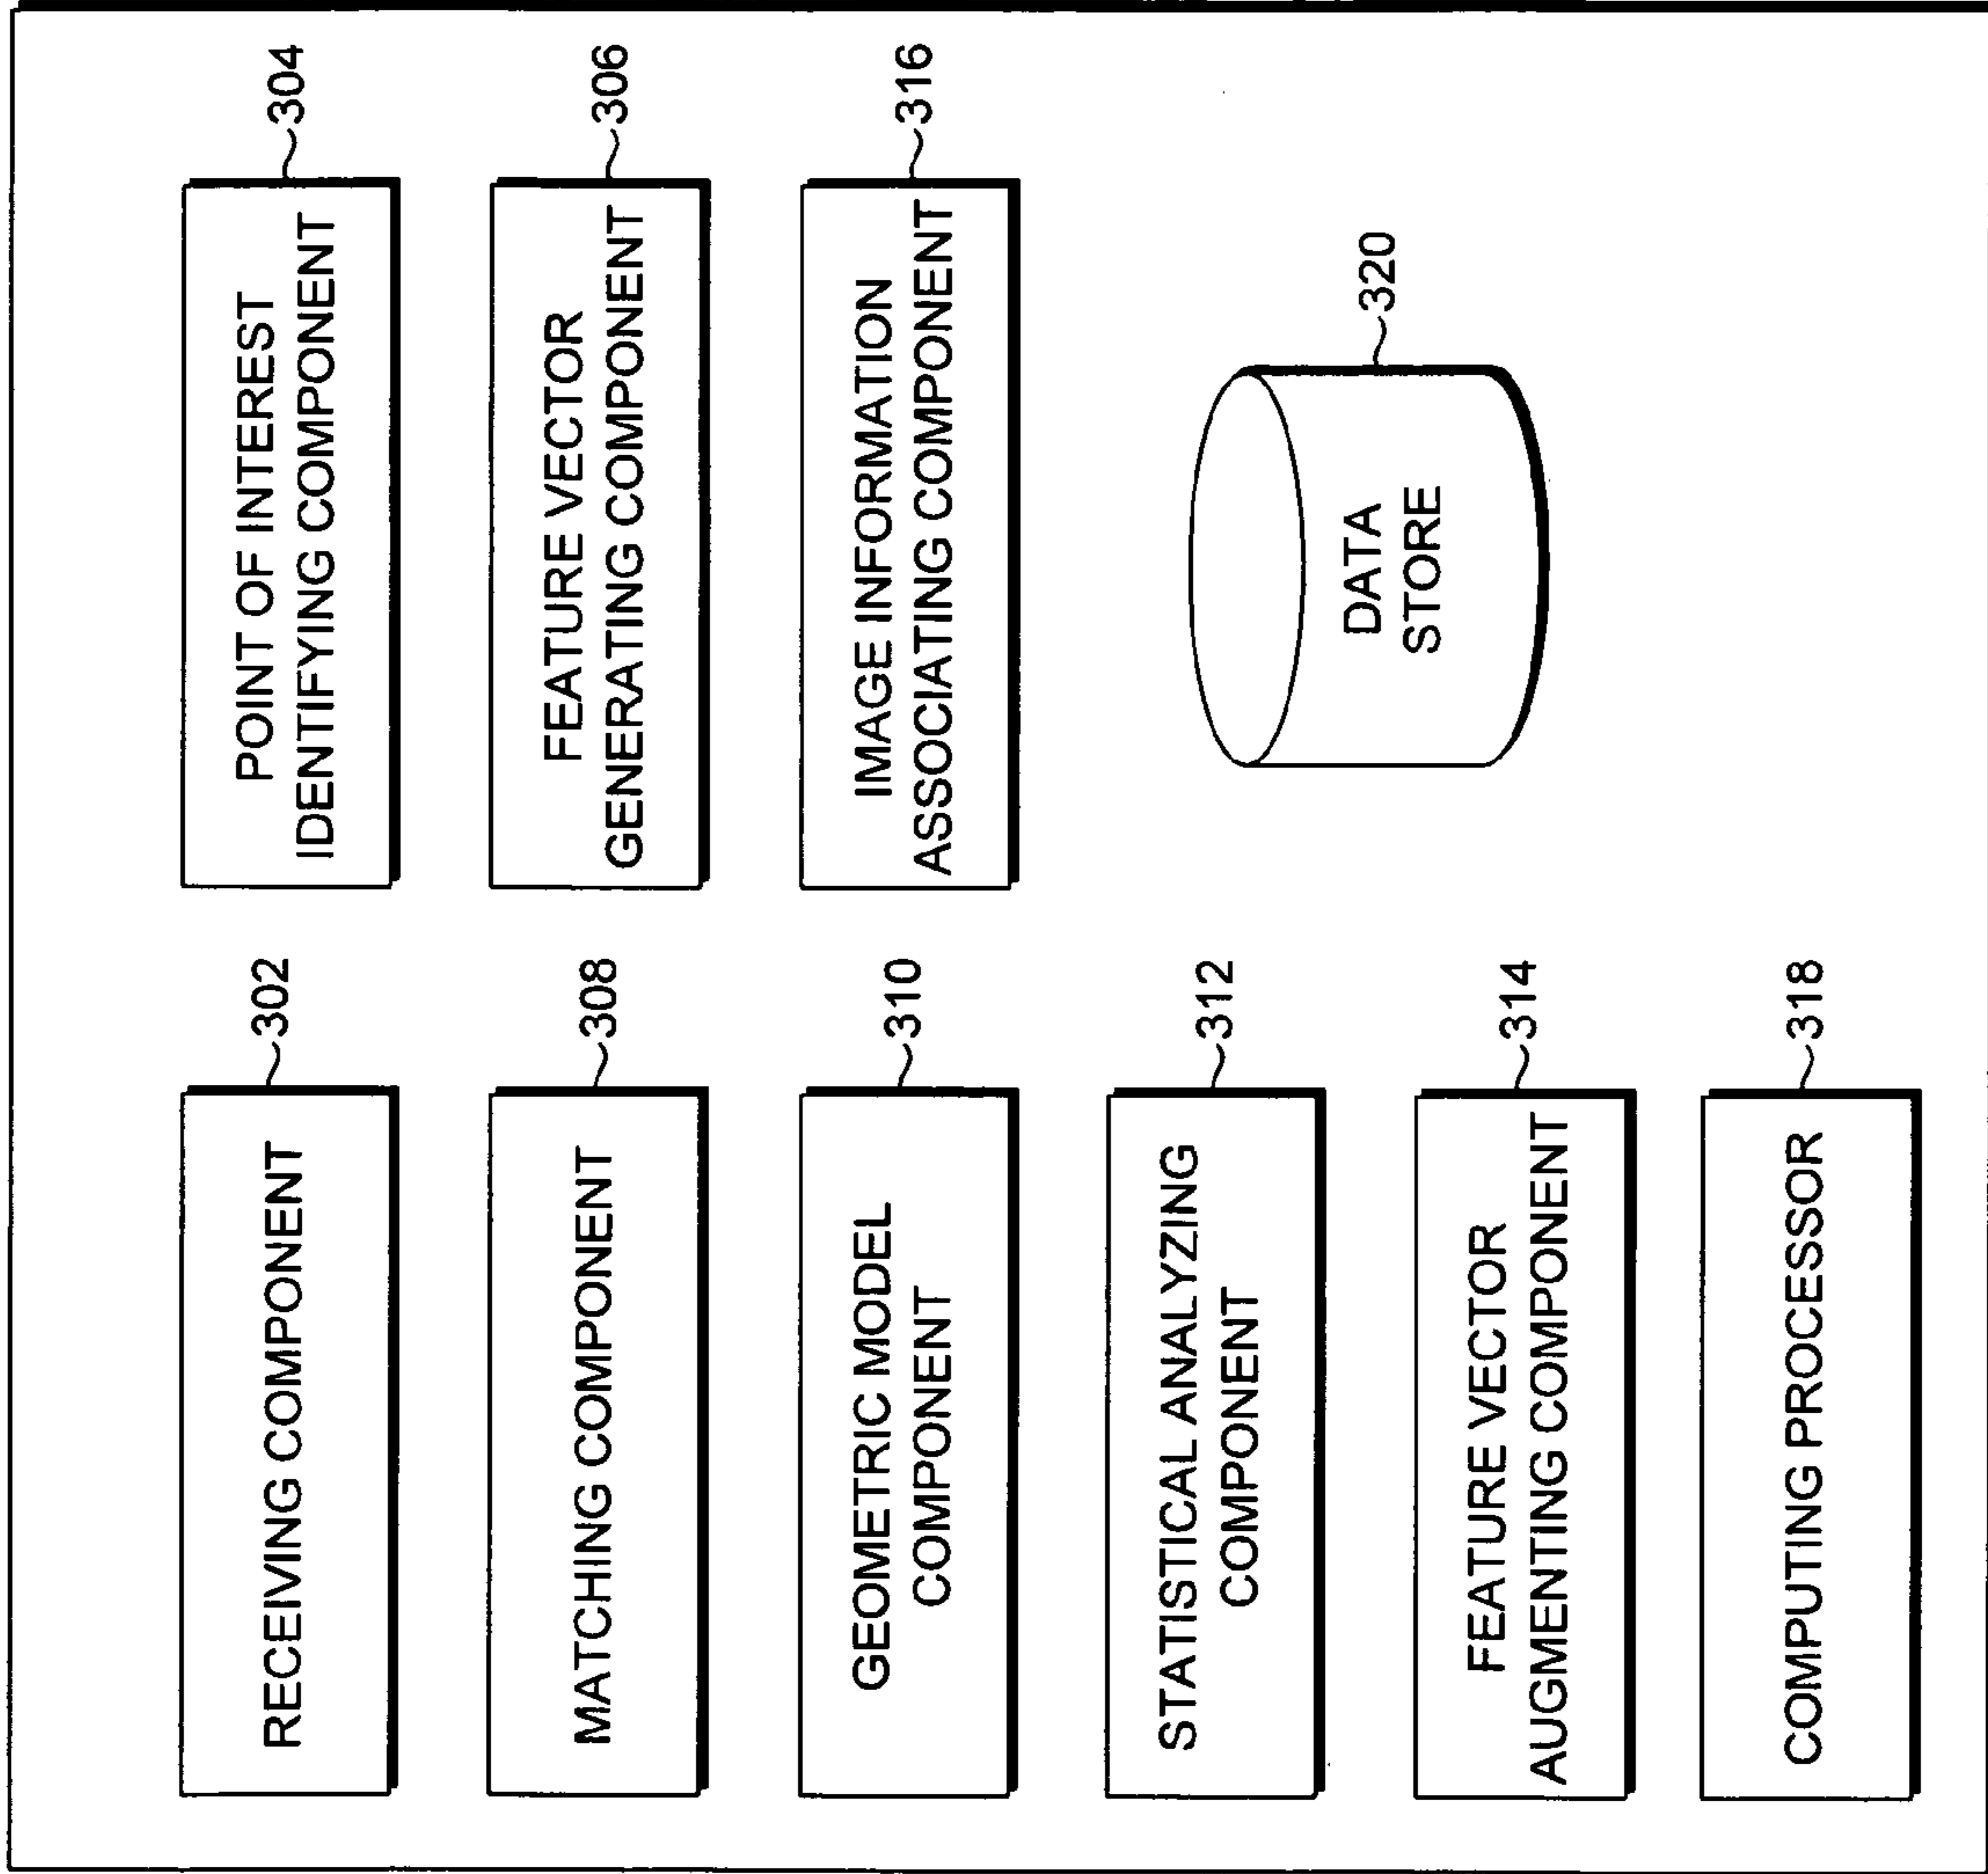 RECEIVING COMPONENT
302
POINT OF INTEREST
IDENTIFYING COMPONENT
304
MATCHING COMPONENT
308
FEATURE VECTOR
GENERATING COMPONENT
306
GEOMETRIC MODEL
COMPONENT
310
IMAGE INFORMATION
ASSOCIATING COMPONENT
316
STATISTICAL ANALYZING
COMPONENT
312
DATA
STORE
320
FEATURE VECTOR
AUGMENTING COMPONENT
314
COMPUTING PROCESSOR
318